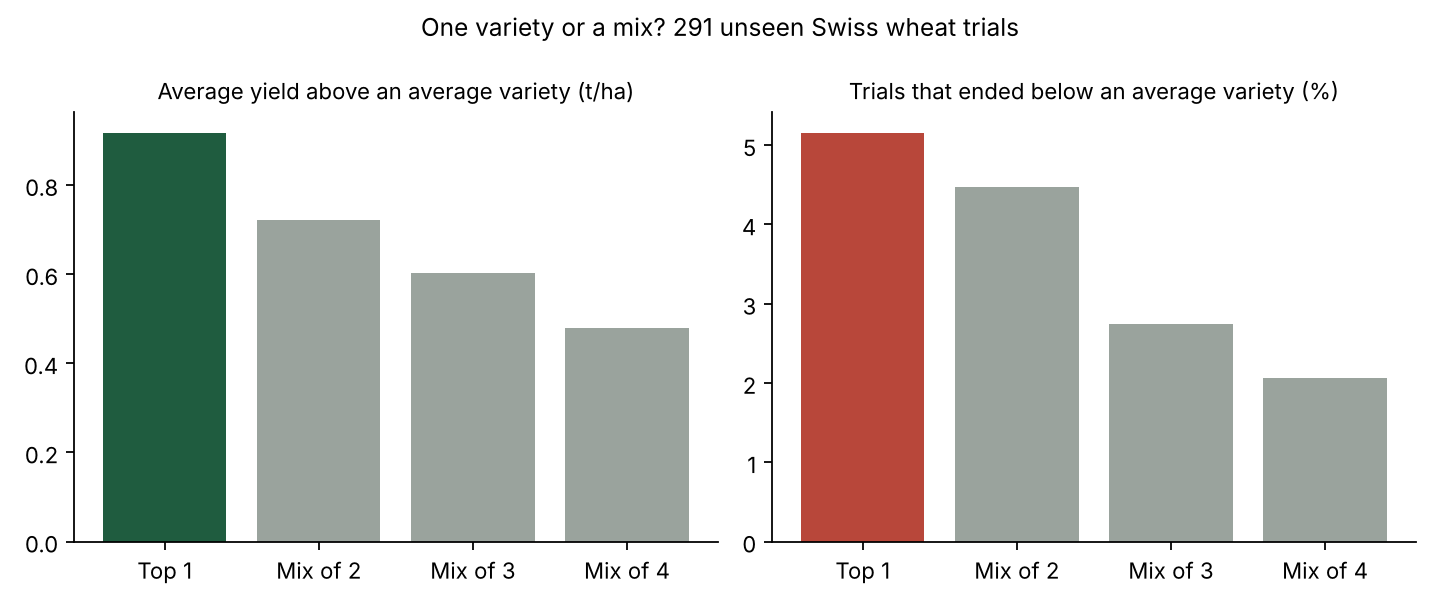 One variety or a mix? 291 unseen Swiss wheat trials
Average yield above an average variety (t/ha)
0.8
0.6
0.4
0.2
0.0
Top 1
Mix of 2
Mix of 3
Mix of 4
Trials that ended below an average variety (%)
5
4
3
2
1
0
Top 1
Mix of 2
Mix of 3
Mix of 4